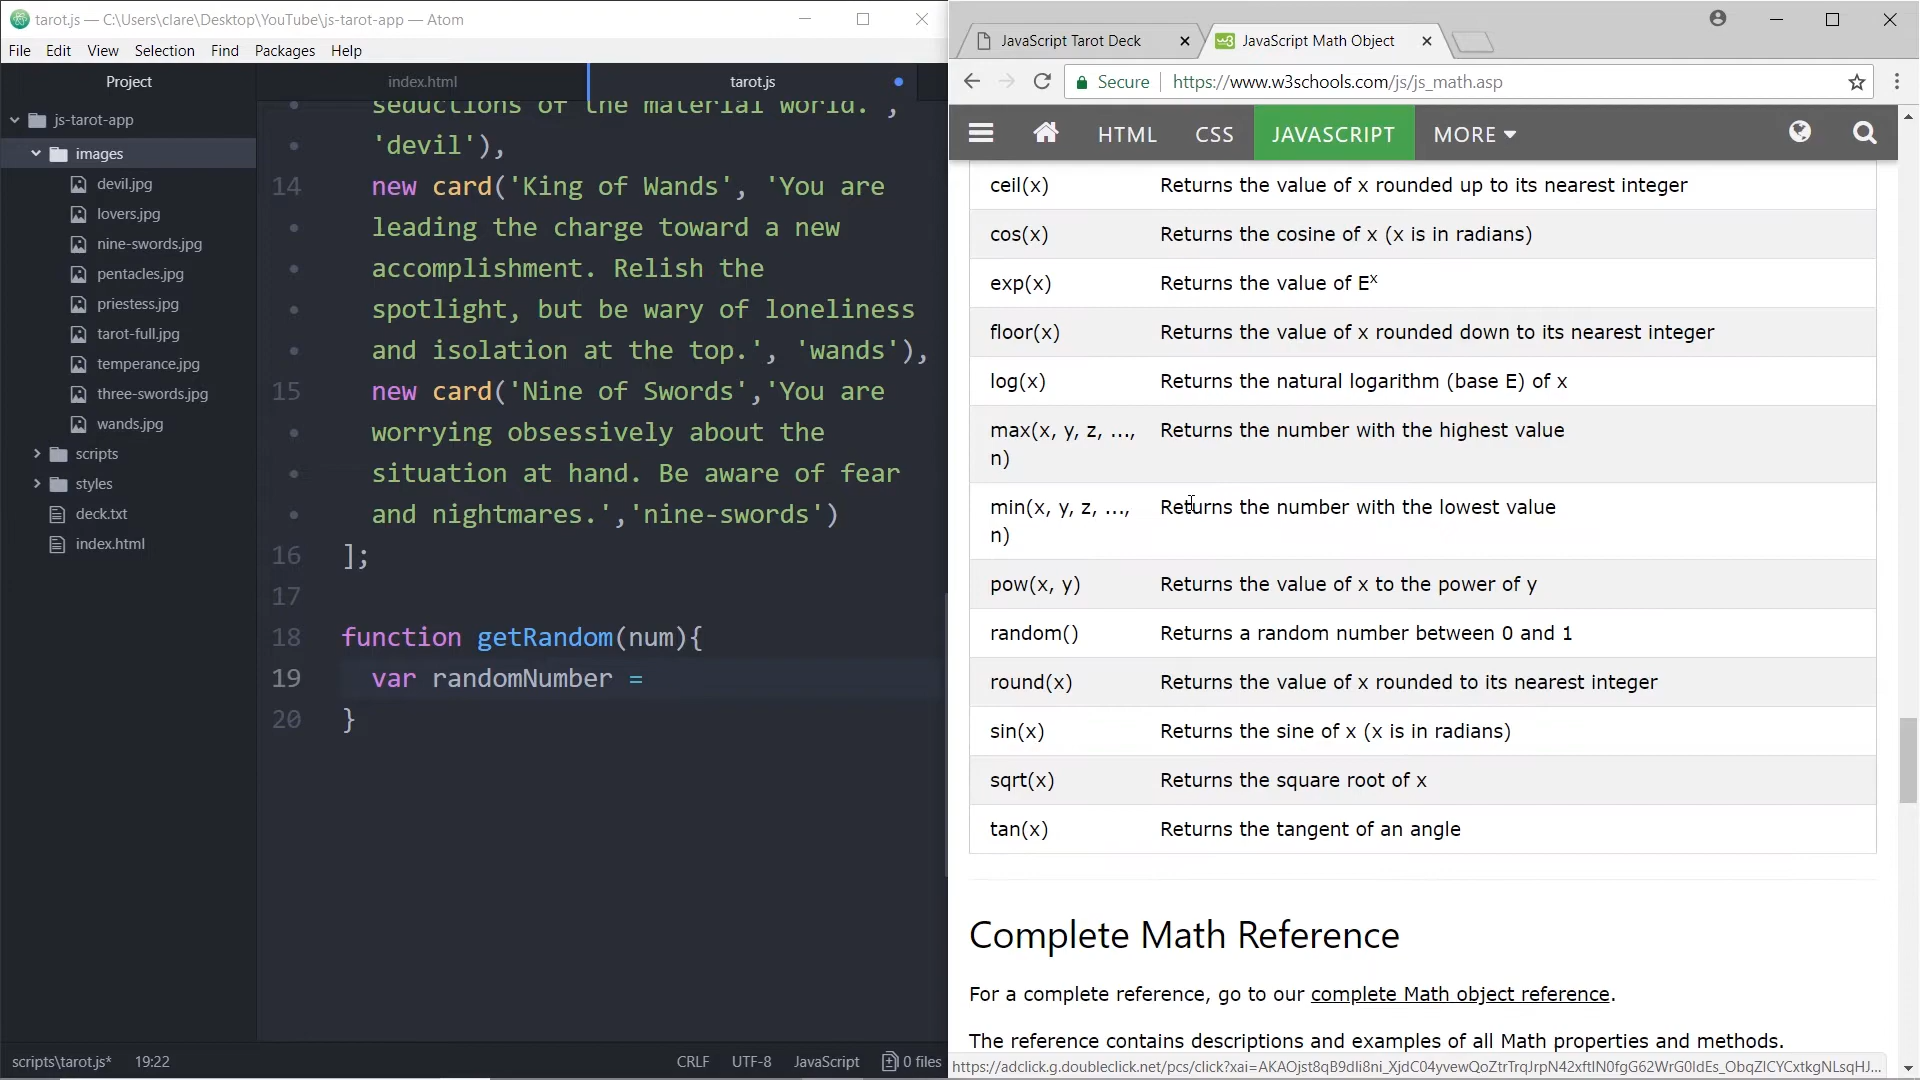 tarot.js — C:\Users\clare\Desktop\YouTube\js-tarot-app — Atom
File Edit View Selection Find Packages Help
Project
js-tarot-app
images
devil.jpg
lovers.jpg
nine-swords.jpg
pentacles.jpg
priestess.jpg
tarot-full.jpg
temperance.jpg
three-swords.jpg
wands.jpg
scripts
styles
deck.txt
index.html
index.html tarot.js
seductions of the material world.',
'devil'),
14 new card('King of Wands', 'You are
leading the charge toward a new
accomplishment. Relish the
spotlight, but be wary of loneliness
and isolation at the top.', 'wands'),
15 new card('Nine of Swords','You are
worrying obsessively about the
situation at hand. Be aware of fear
and nightmares.','nine-swords')
16 ];
17
18 function getRandom(num){
19 var randomNumber =
20 }
scripts\tarot.js* 19:22 CRLF UTF-8 JavaScript 0 files
JavaScript Tarot Deck JavaScript Math Object
Secure https://www.w3schools.com/js/js_math.asp
HTML CSS JAVASCRIPT MORE
ceil(x) Returns the value of x rounded up to its nearest integer
cos(x) Returns the cosine of x (x is in radians)
exp(x) Returns the value of Eˣ
floor(x) Returns the value of x rounded down to its nearest integer
log(x) Returns the natural logarithm (base E) of x
max(x, y, z, ..., Returns the number with the highest value
n)
min(x, y, z, ..., Returns the number with the lowest value
n)
pow(x, y) Returns the value of x to the power of y
random() Returns a random number between 0 and 1
round(x) Returns the value of x rounded to its nearest integer
sin(x) Returns the sine of x (x is in radians)
sqrt(x) Returns the square root of x
tan(x) Returns the tangent of an angle
Complete Math Reference
For a complete reference, go to our complete Math object reference.
The reference contains descriptions and examples of all Math properties and methods.